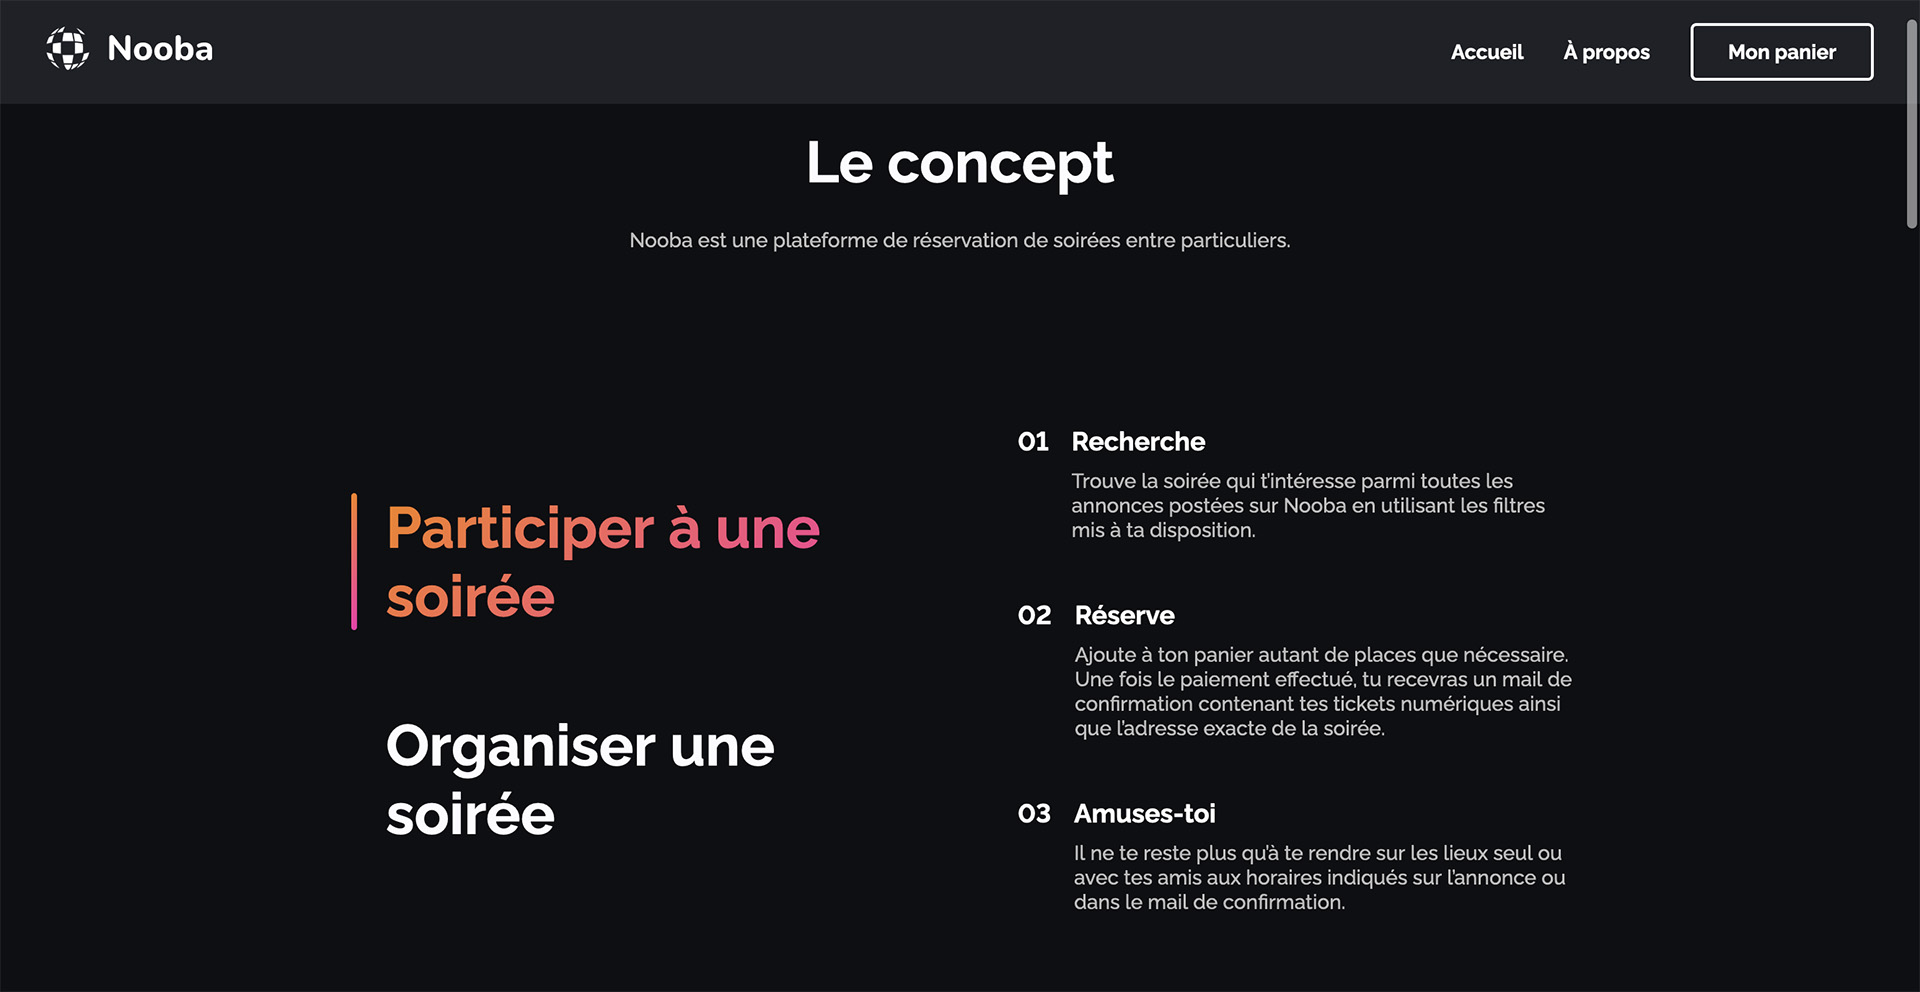 Nooba
Accueil
À propos
Mon panier
Le concept
Nooba est une plateforme de réservation de soirées entre particuliers.
Participer à une
soirée
Organiser une
soirée
01 Recherche
Trouve la soirée qui t'intéresse parmi toutes les
annonces postées sur Nooba en utilisant les filtres
mis à ta disposition.
02 Réserve
Ajoute à ton panier autant de places que nécessaire.
Une fois le paiement effectué, tu recevras un mail de
confirmation contenant tes tickets numériques ainsi
que l'adresse exacte de la soirée.
03 Amuses-toi
Il ne te reste plus qu'à te rendre sur les lieux seul ou
avec tes amis aux horaires indiqués sur l'annonce ou
dans le mail de confirmation.